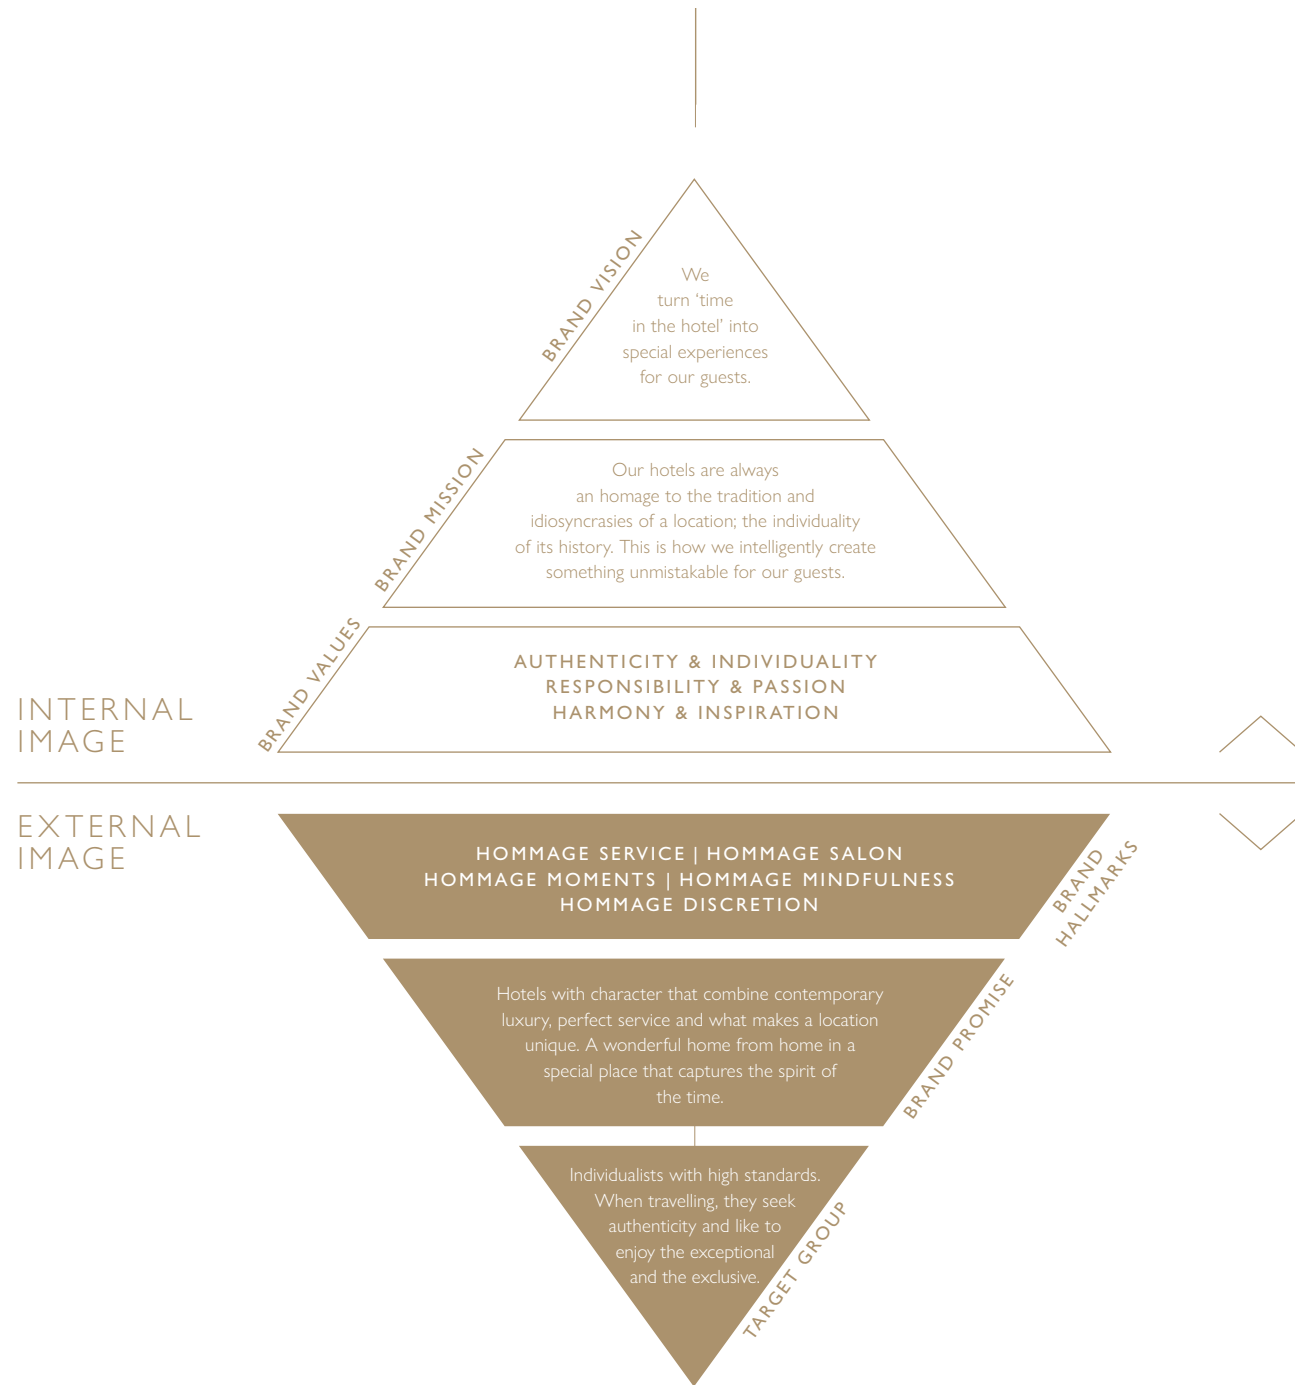 BRAND VISION
We
turn ‘time
in the hotel’ into
special experiences
for our guests.
BRAND MISSION
Our hotels are always
an homage to the tradition and
idiosyncrasies of a location; the individuality
of its history. This is how we intelligently create
something unmistakable for our guests.
BRAND VALUES
AUTHENTICITY & INDIVIDUALITY
RESPONSIBILITY & PASSION
HARMONY & INSPIRATION
INTERNAL
IMAGE
EXTERNAL
IMAGE
HOMMAGE SERVICE | HOMMAGE SALON
HOMMAGE MOMENTS | HOMMAGE MINDFULNESS
HOMMAGE DISCRETION
BRAND
HALLMARKS
Hotels with character that combine contemporary
luxury, perfect service and what makes a location
unique. A wonderful home from home in a
special place that captures the spirit of
the time.
BRAND PROMISE
Individualists with high standards.
When travelling, they seek
authenticity and like to
enjoy the exceptional
and the exclusive.
TARGET GROUP